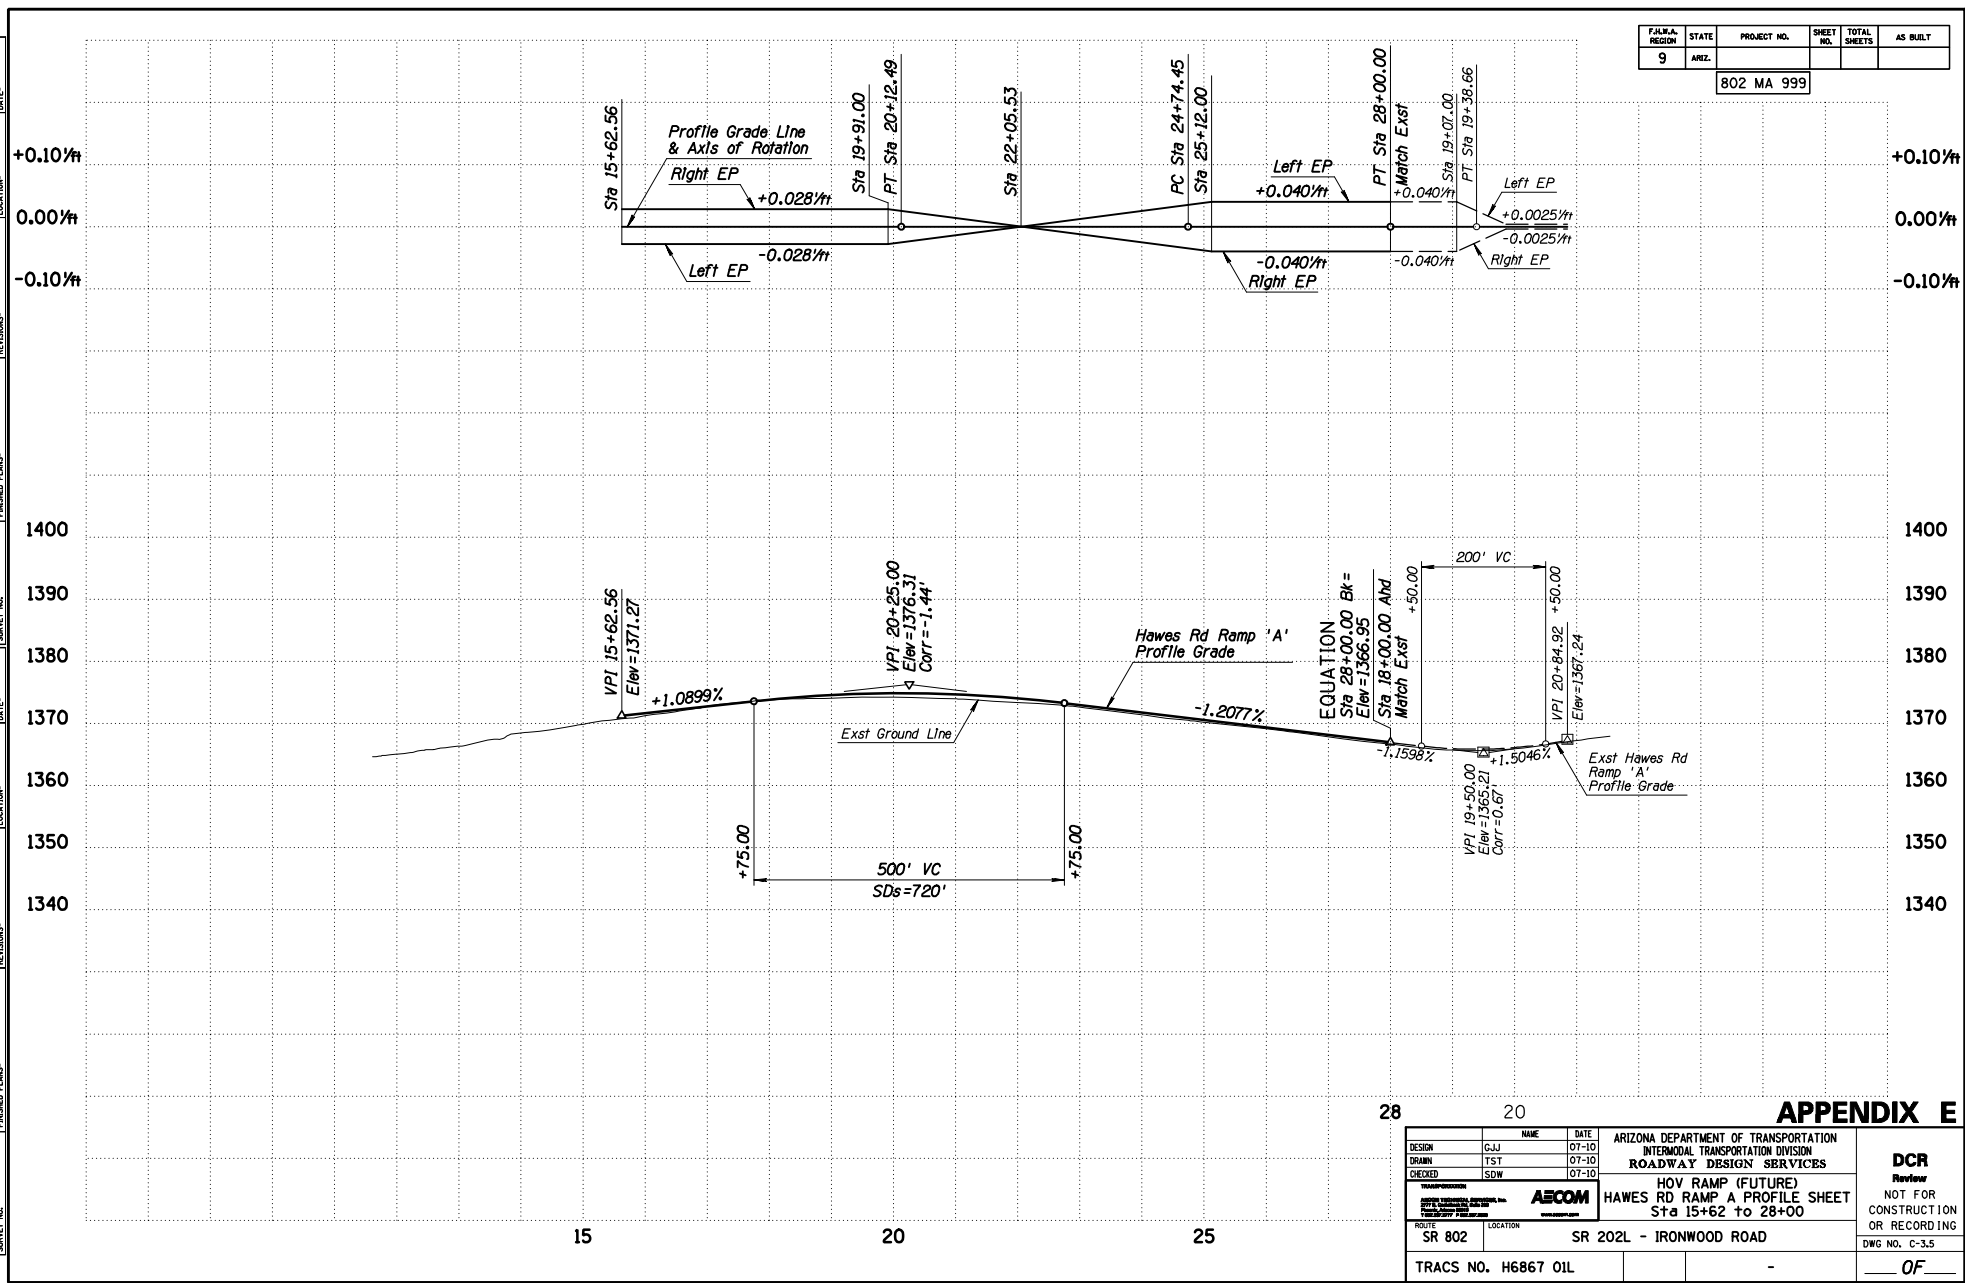 F.H.W.A. REGION STATE PROJECT NO. SHEET NO. TOTAL SHEETS AS BUILT
9 ARIZ.
802 MA 999
+0.10'/ft
0.00'/ft
-0.10'/ft
Sta 15+62.56
Profile Grade Line
& Axis of Rotation
Right EP
+0.028'/ft
-0.028'/ft
Left EP
Sta 19+91.00
PT Sta 20+12.49
Sta 22+05.53
PC Sta 24+74.45
Sta 25+12.00
Left EP
+0.040'/ft
-0.040'/ft
Right EP
PT Sta 28+00.00
Match Exst
+0.040'/ft
-0.040'/ft
Sta 19+07.00
PT Sta 19+38.66
Left EP
+0.0025'/ft
-0.0025'/ft
Right EP
+0.10'/ft
0.00'/ft
-0.10'/ft
1400
1390
1380
1370
1360
1350
1340
VPI 15+62.56
Elev=1371.27
+1.0899%
VPI 20+25.00
Elev=1376.31
Corr=-1.44'
Exst Ground Line
+75.00
500' VC
SDs=720'
+75.00
Hawes Rd Ramp 'A'
Profile Grade
-1.2077%
EQUATION
Sta 28+00.00 Bk=
Elev=1366.95
Sta 18+00.00 Ahd
Match Exst
+50.00
200' VC
+50.00
-1.1598%
VPI 19+50.00
Elev=1365.21
Corr=0.67'
+1.5046%
VPI 20+84.92
Elev=1367.24
Exst Hawes Rd
Ramp 'A'
Profile Grade
1400
1390
1380
1370
1360
1350
1340
28 20
15 20 25
APPENDIX E
NAME DATE
DESIGN GJJ 07-10
DRAWN TST 07-10
CHECKED SDW 07-10
ARIZONA DEPARTMENT OF TRANSPORTATION
INTERMODAL TRANSPORTATION DIVISION
ROADWAY DESIGN SERVICES
AECOM
HOV RAMP (FUTURE)
HAWES RD RAMP A PROFILE SHEET
Sta 15+62 to 28+00
DCR
Review
NOT FOR
CONSTRUCTION
OR RECORDING
DWG NO. C-3.5
ROUTE
SR 802
LOCATION
SR 202L - IRONWOOD ROAD
TRACS NO. H6867 01L
-
OF